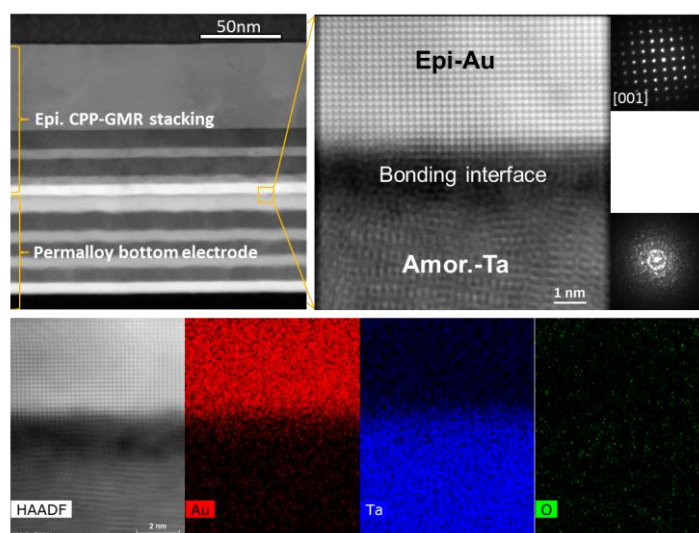 50nm
Epi. CPP-GMR stacking
Permalloy bottom electrode
Epi-Au
Bonding interface
Amor.-Ta
1 nm
[001]
HAADF
2 nm
Au
Ta
O